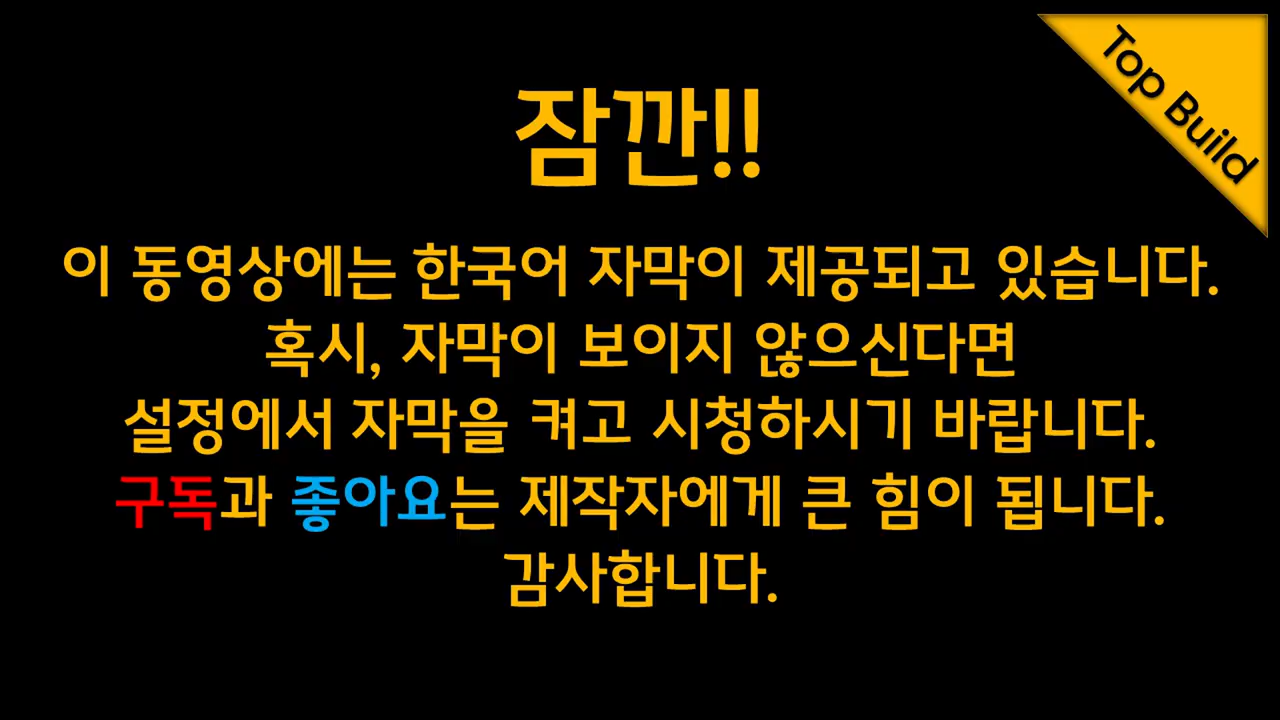 Top Build
잠깐!!
이 동영상에는 한국어 자막이 제공되고 있습니다.
혹시, 자막이 보이지 않으신다면
설정에서 자막을 켜고 시청하시기 바랍니다.
구독과 좋아요는 제작자에게 큰 힘이 됩니다.
감사합니다.